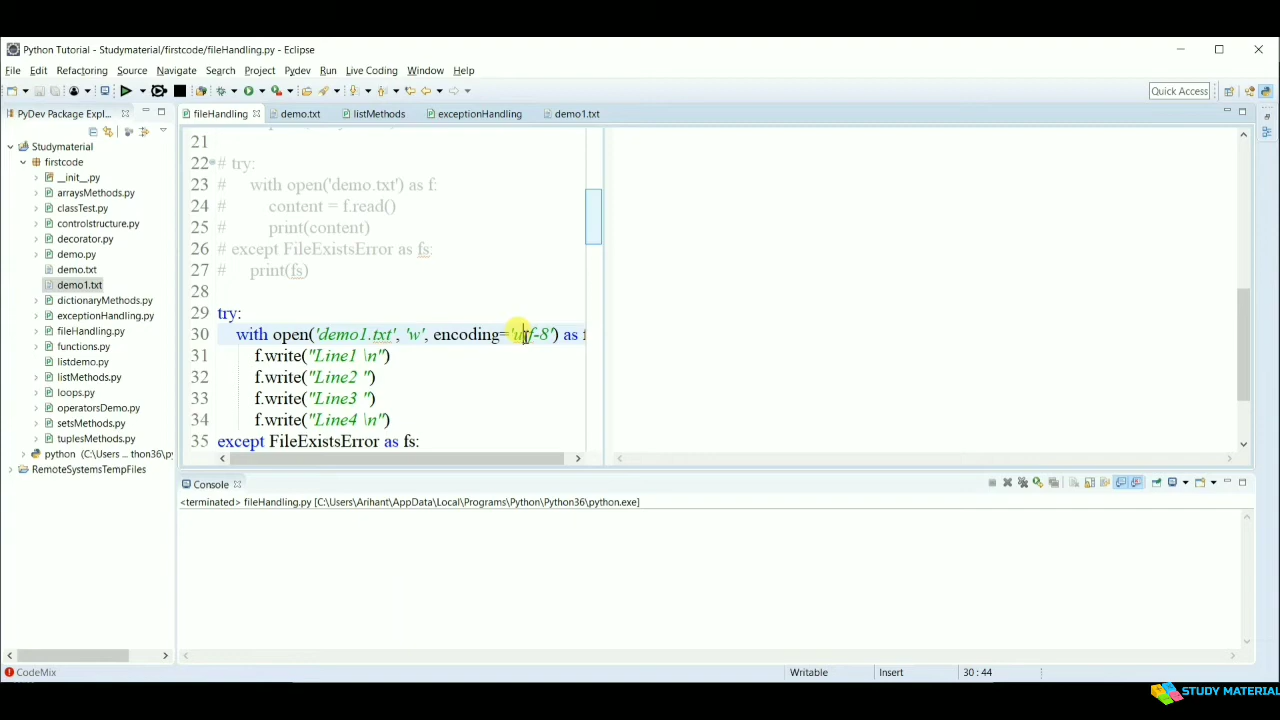 Python Tutorial - Studymaterial/firstcode/fileHandling.py - Eclipse
File Edit Refactoring Source Navigate Search Project Pydev Run Live Coding Window Help
Quick Access
PyDev Package Expl...
fileHandling demo.txt listMethods exceptionHandling demo1.txt
Studymaterial
firstcode
__init__.py
arraysMethods.py
classTest.py
controlstructure.py
decorator.py
demo.py
demo.txt
demo1.txt
dictionaryMethods.py
exceptionHandling.py
fileHandling.py
functions.py
listdemo.py
listMethods.py
loops.py
operatorsDemo.py
setsMethods.py
tuplesMethods.py
python (C:\Users ... thon36\py
RemoteSystemsTempFiles
21
22 # try:
23 # with open('demo.txt') as f:
24 # content = f.read()
25 # print(content)
26 # except FileExistsError as fs:
27 # print(fs)
28
29 try:
30 with open('demo1.txt', 'w', encoding='utf-8') as f
31 f.write("Line1 \n")
32 f.write("Line2 ")
33 f.write("Line3 ")
34 f.write("Line4 \n")
35 except FileExistsError as fs:
Console
<terminated> fileHandling.py [C:\Users\Arihant\AppData\Local\Programs\Python\Python36\python.exe]
CodeMix
Writable Insert 30 : 44
STUDY MATERIAL